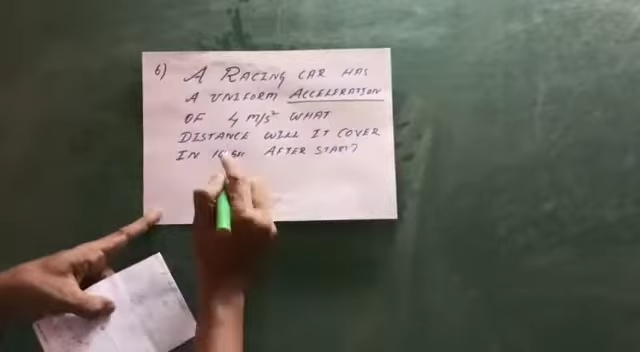 6) A RACING CAR HAS
A UNIFORM ACCELERATION
OF 4 m/s² WHAT
DISTANCE WILL IT COVER
IN AFTER START?